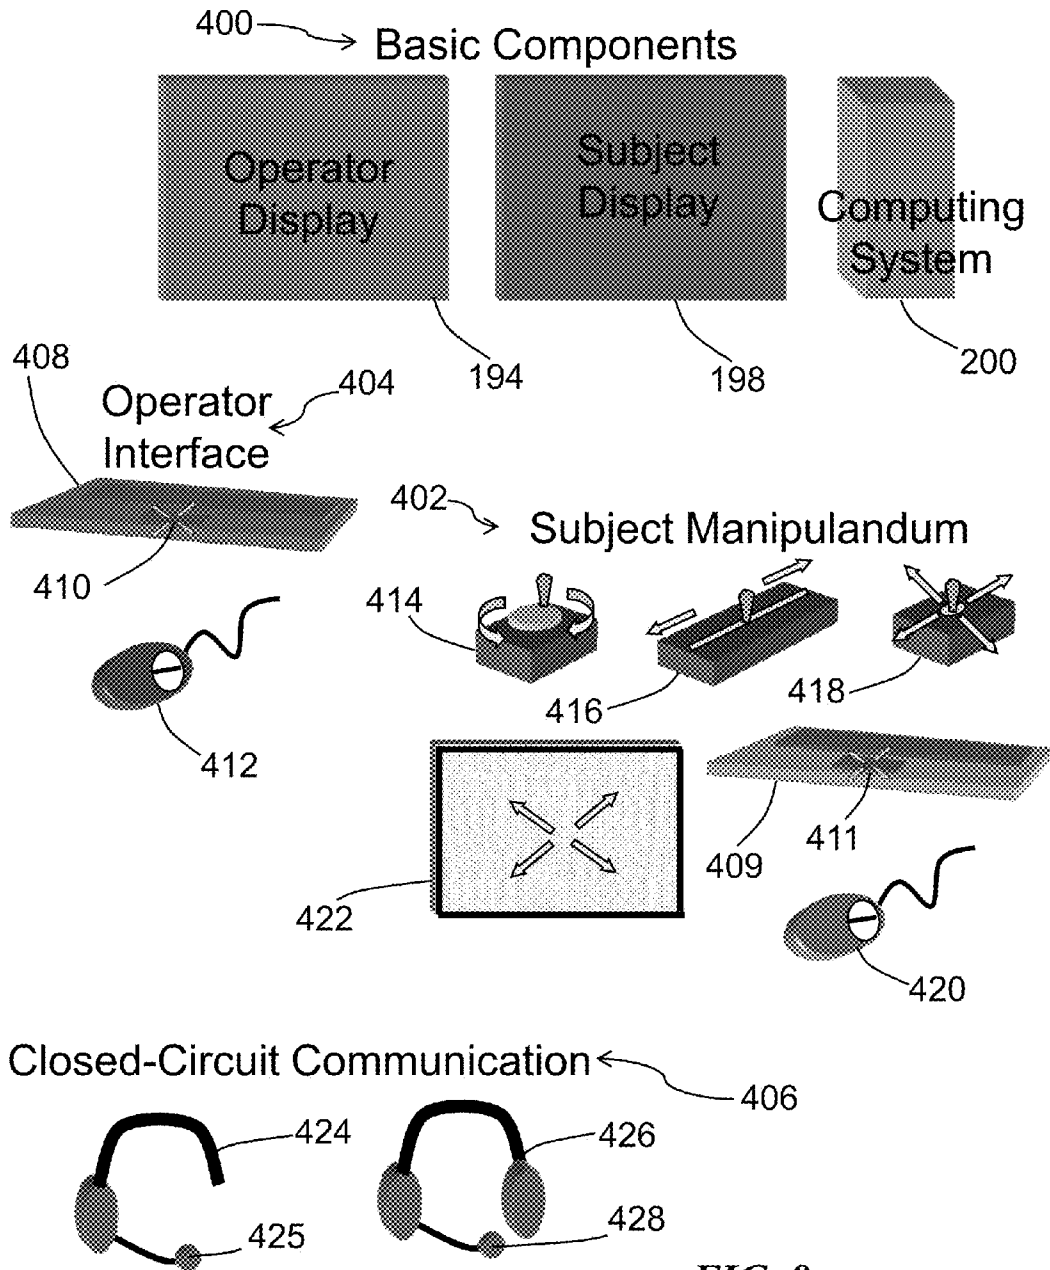 400
Basic Components
Operator
Display
Subject
Display
Computing
System
194
198
200
408
Operator
Interface
404
410
412
402
Subject Manipulandum
414
416
418
422
409
411
420
Closed-Circuit Communication
406
424
425
426
428